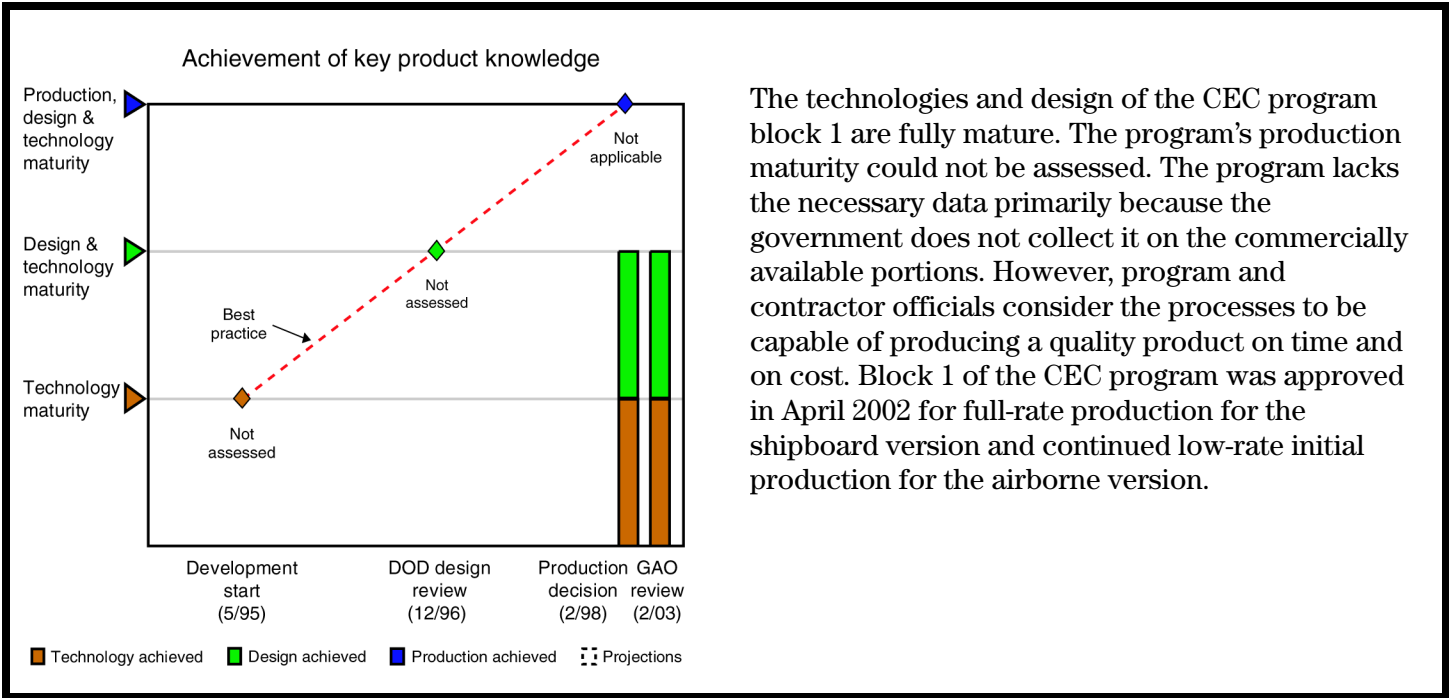 Achievement of key product knowledge
Production,
design &
technology
maturity
Design &
technology
maturity
Technology
maturity
Not
applicable
Not
assessed
Best
practice
Not
assessed
Development
start
(5/95)
DOD design
review
(12/96)
Production
decision
(2/98)
GAO
review
(2/03)
Technology achieved
Design achieved
Production achieved
Projections
The technologies and design of the CEC program
block 1 are fully mature. The program’s production
maturity could not be assessed. The program lacks
the necessary data primarily because the
government does not collect it on the commercially
available portions. However, program and
contractor officials consider the processes to be
capable of producing a quality product on time and
on cost. Block 1 of the CEC program was approved
in April 2002 for full-rate production for the
shipboard version and continued low-rate initial
production for the airborne version.